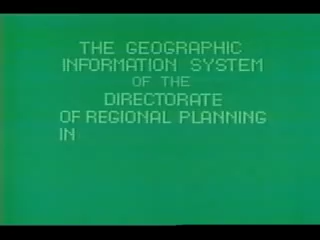 THE GEOGRAPHIC
INFORMATION SYSTEM
OF THE
DIRECTORATE
OF REGIONAL PLANNING
IN